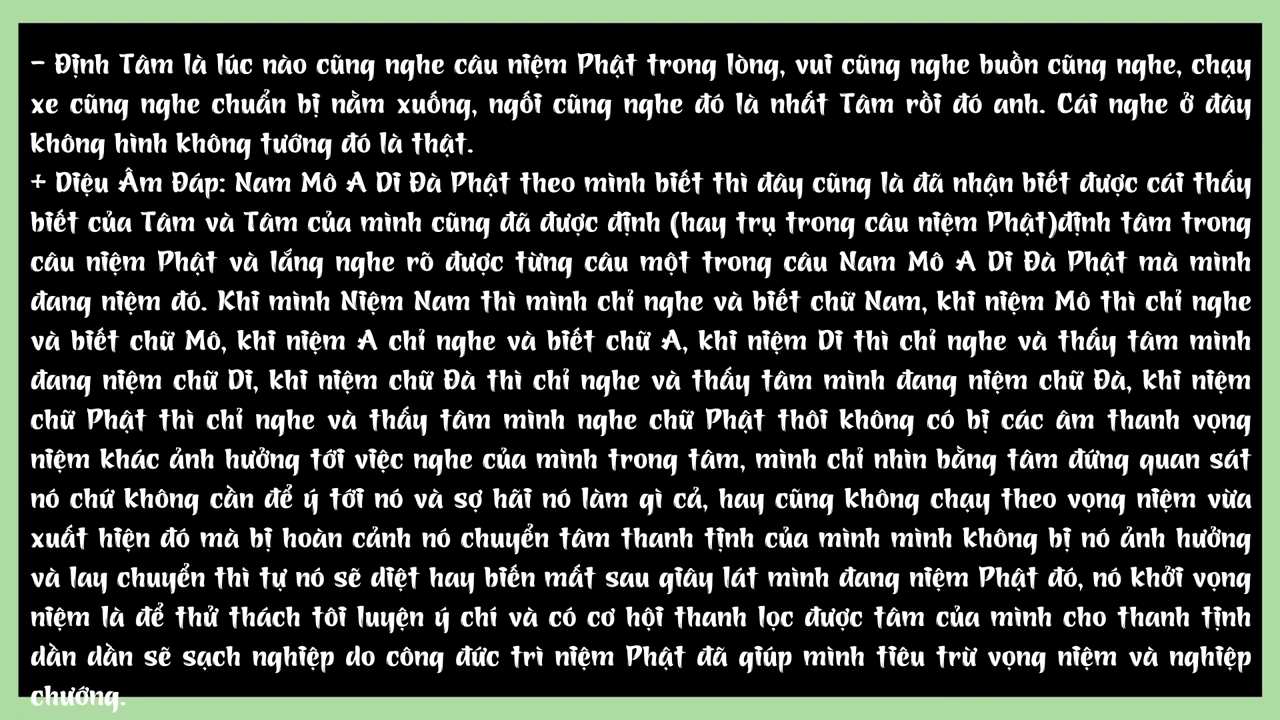 – Định Tâm là lúc nào cũng nghe câu niệm Phật trong lòng, vui cũng nghe buồn cũng nghe, chạy
xe cũng nghe chuẩn bị nằm xuống, ngối cũng nghe đó là nhất Tâm rồi đó anh. Cái nghe ở đây
không hình không tướng đó là thật.
+ Diệu Âm Đáp: Nam Mô A Di Đà Phật theo mình biết thì đây cũng là đã nhận biết được cái thấy
biết của Tâm và Tâm của mình cũng đã được định (hay trụ trong câu niệm Phật)định tâm trong
câu niệm Phật và lắng nghe rõ được từng câu một trong câu Nam Mô A Di Đà Phật mà mình
đang niệm đó. Khi mình Niệm Nam thì mình chỉ nghe và biết chữ Nam, khi niệm Mô thì chỉ nghe
và biết chữ Mô, khi niệm A chỉ nghe và biết chữ A, khi niệm Di thì chỉ nghe và thấy tâm mình
đang niệm chữ Di, khi niệm chữ Đà thì chỉ nghe và thấy tâm mình đang niệm chữ Đà, khi niệm
chữ Phật thì chỉ nghe và thấy tâm mình nghe chữ Phật thôi không có bị các âm thanh vọng
niệm khác ảnh hưởng tới việc nghe của mình trong tâm, mình chỉ nhìn bằng tâm đứng quan sát
nó chứ không cần để ý tới nó và sợ hãi nó làm gì cả, hay cũng không chạy theo vọng niệm vừa
xuất hiện đó mà bị hoàn cảnh nó chuyển tâm thanh tịnh của mình mình không bị nó ảnh hưởng
và lay chuyển thì tự nó sẽ diệt hay biến mất sau giây lát mình đang niệm Phật đó, nó khởi vọng
niệm là để thử thách tôi luyện ý chí và có cơ hội thanh lọc được tâm của mình cho thanh tịnh
dần dần sẽ sạch nghiệp do công đức trì niệm Phật đã giúp mình tiêu trừ vọng niệm và nghiệp
chướng.